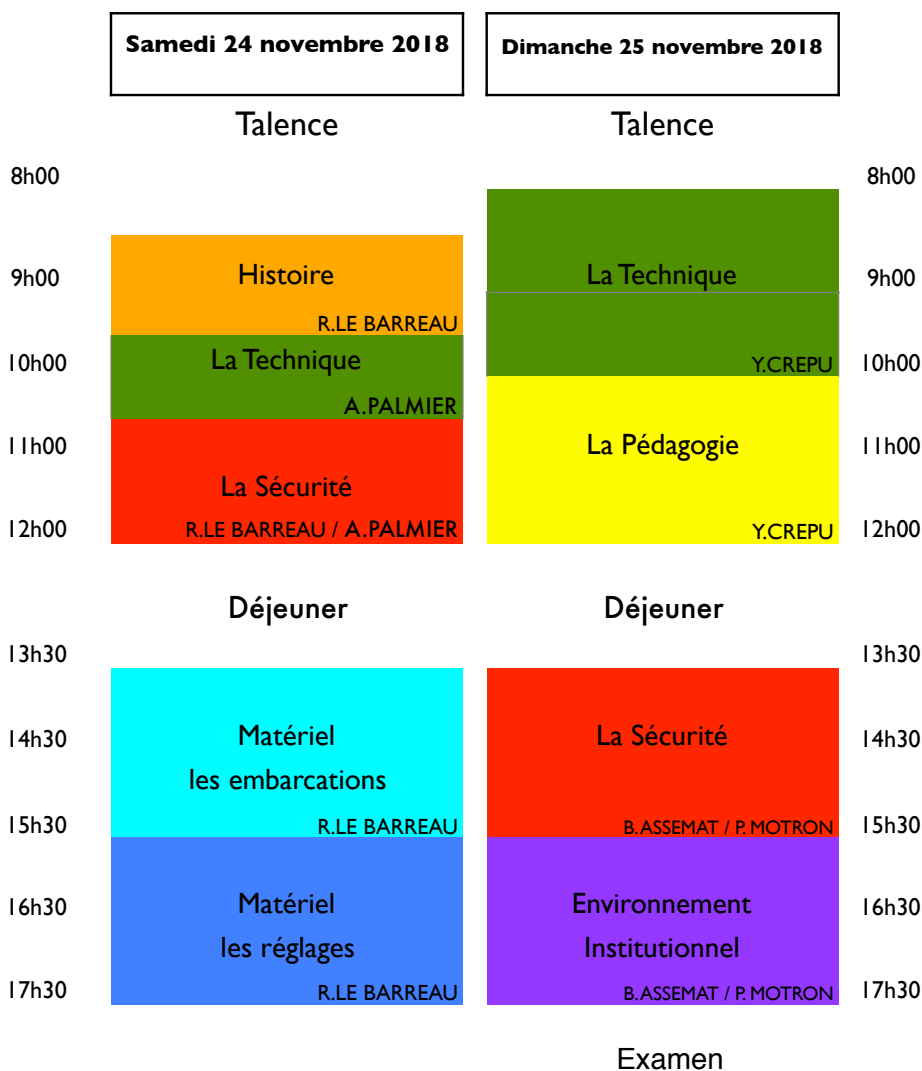 Samedi 24 novembre 2018
Dimanche 25 novembre 2018
Talence
Talence
8h00
8h00
9h00
Histoire
La Technique
9h00
R.LE BARREAU
10h00
La Technique
Y.CREPU
10h00
A.PALMIER
11h00
La Pédagogie
11h00
La Sécurité
12h00
R.LE BARREAU / A.PALMIER
Y.CREPU
12h00
Déjeuner
Déjeuner
13h30
13h30
14h30
Matériel
La Sécurité
14h30
les embarcations
15h30
R.LE BARREAU
B.ASSEMAT / P. MOTRON
15h30
16h30
Matériel
Environnement
16h30
les réglages
Institutionnel
17h30
R.LE BARREAU
B.ASSEMAT / P. MOTRON
17h30
Examen